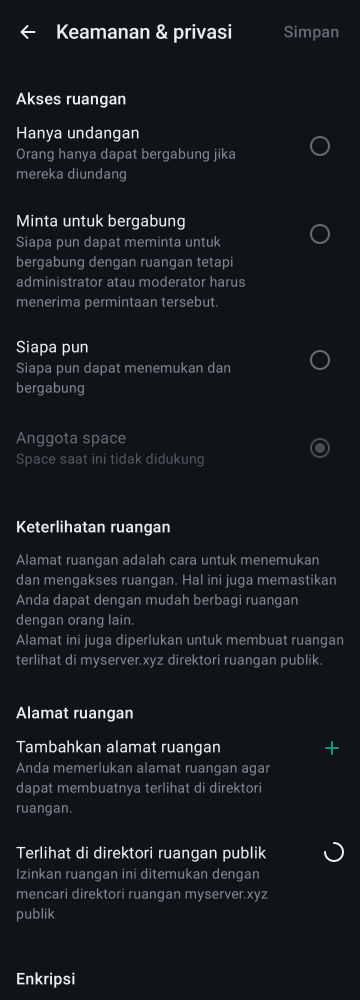 Keamanan & privasi
Simpan
Akses ruangan
Hanya undangan
Orang hanya dapat bergabung jika
mereka diundang
Minta untuk bergabung
Siapa pun dapat meminta untuk
bergabung dengan ruangan tetapi
administrator atau moderator harus
menerima permintaan tersebut.
Siapa pun
Siapa pun dapat menemukan dan
bergabung
Anggota space
Space saat ini tidak didukung
Keterlihatan ruangan
Alamat ruangan adalah cara untuk menemukan
dan mengakses ruangan. Hal ini juga memastikan
Anda dapat dengan mudah berbagi ruangan
dengan orang lain.
Alamat ini juga diperlukan untuk membuat ruangan
terlihat di myserver.xyz direktori ruangan publik.
Alamat ruangan
Tambahkan alamat ruangan
Anda memerlukan alamat ruangan agar
dapat membuatnya terlihat di direktori
ruangan.
Terlihat di direktori ruangan publik
Izinkan ruangan ini ditemukan dengan
mencari direktori ruangan myserver.xyz
publik
Enkripsi